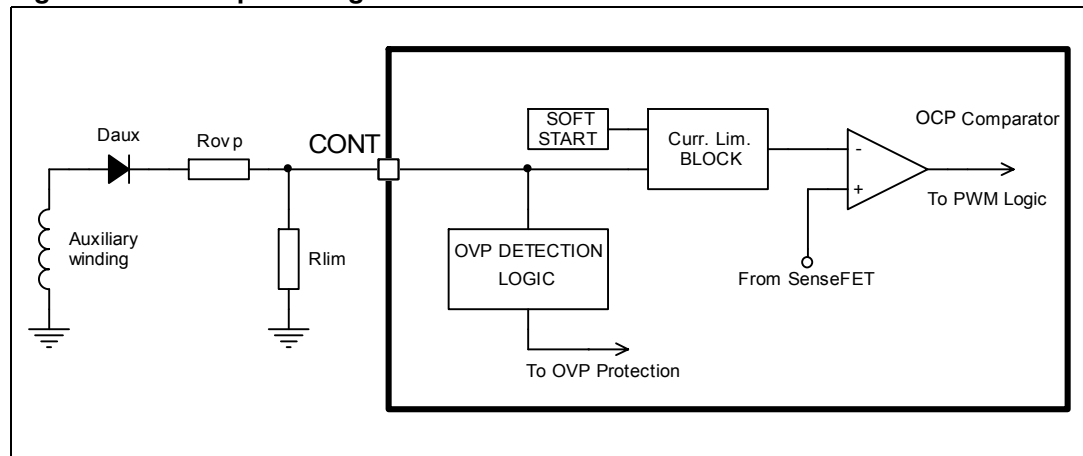 Daux
Rovp
CONT
SOFT
START
Curr. Lim.
BLOCK
OCP Comparator
-
+
To PWM Logic
Auxiliary
winding
Rlim
OVP DETECTION
LOGIC
From SenseFET
To OVP Protection